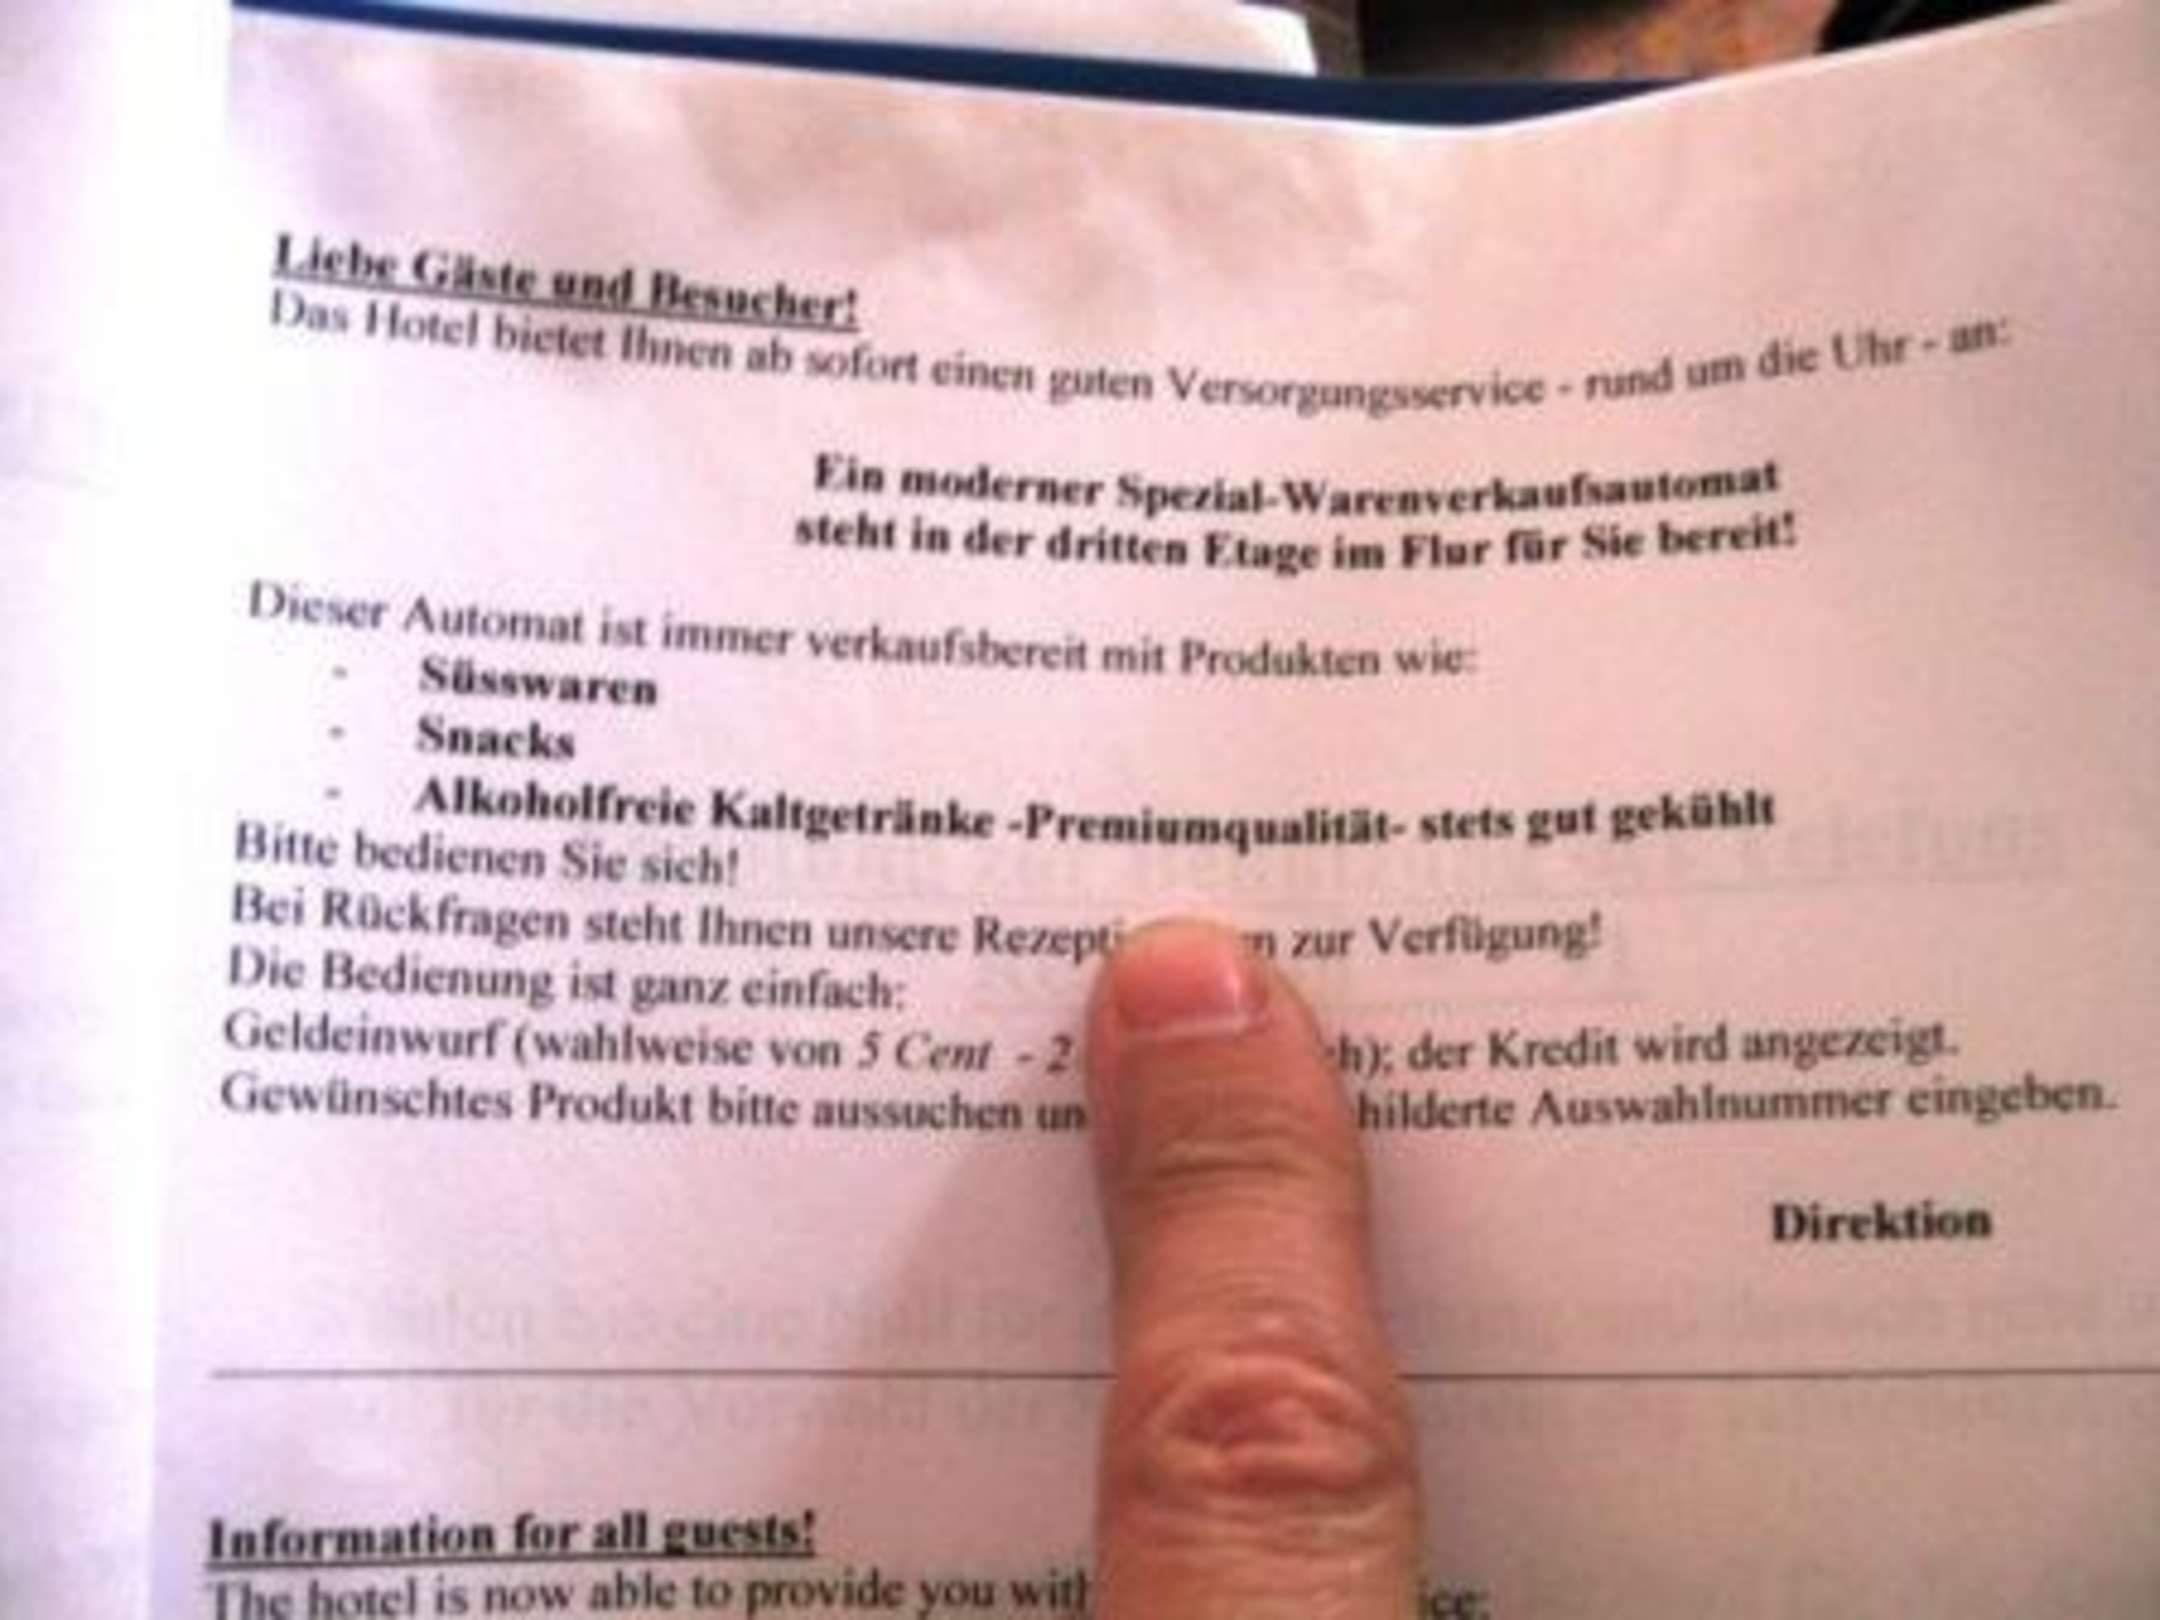 Liebe Gäste und Besucher!
Das Hotel bietet Ihnen ab sofort einen guten Versorgungsservice - rund um die Uhr - an:
Ein moderner Spezial-Warenverkaufsautomat
steht in der dritten Etage im Flur für Sie bereit!
Dieser Automat ist immer verkaufsbereit mit Produkten wie:
- Süsswaren
- Snacks
- Alkoholfreie Kaltgetränke -Premiumqualität- stets gut gekühlt
Bitte bedienen Sie sich!
Bei Rückfragen steht Ihnen unsere zur Verfügung!
Die Bedienung ist ganz einfach:
Geldeinwurf (wahlweise von 5 Cent - 2 der Kredit wird angezeigt.
Gewünschtes Produkt bitte aussuchen Auswahlnummer eingeben.
Direktion
Information for all guests!
The hotel is now able to provide you